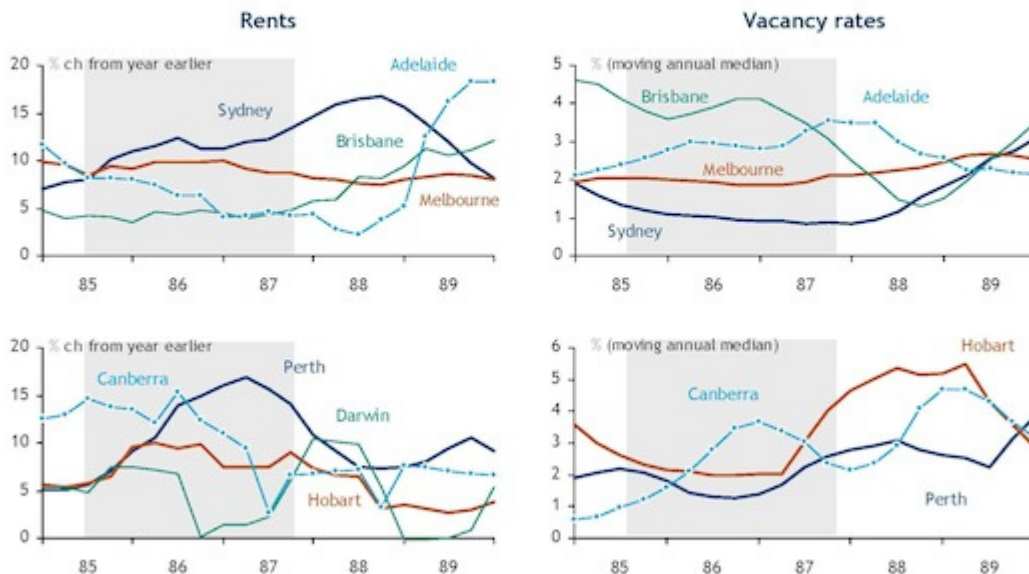 Rents
Vacancy rates
20 % ch from year earlier
15
10
5
0
Sydney
Adelaide
Brisbane
Melbourne
85 86 87 88 89
5 % (moving annual median)
4
3
2
1
0
Brisbane
Adelaide
Melbourne
Sydney
85 86 87 88 89
20 % ch from year earlier
15
10
5
0
Canberra
Perth
Darwin
Hobart
85 86 87 88 89
6 % (moving annual median)
5
4
3
2
1
0
Hobart
Canberra
Perth
85 86 87 88 89